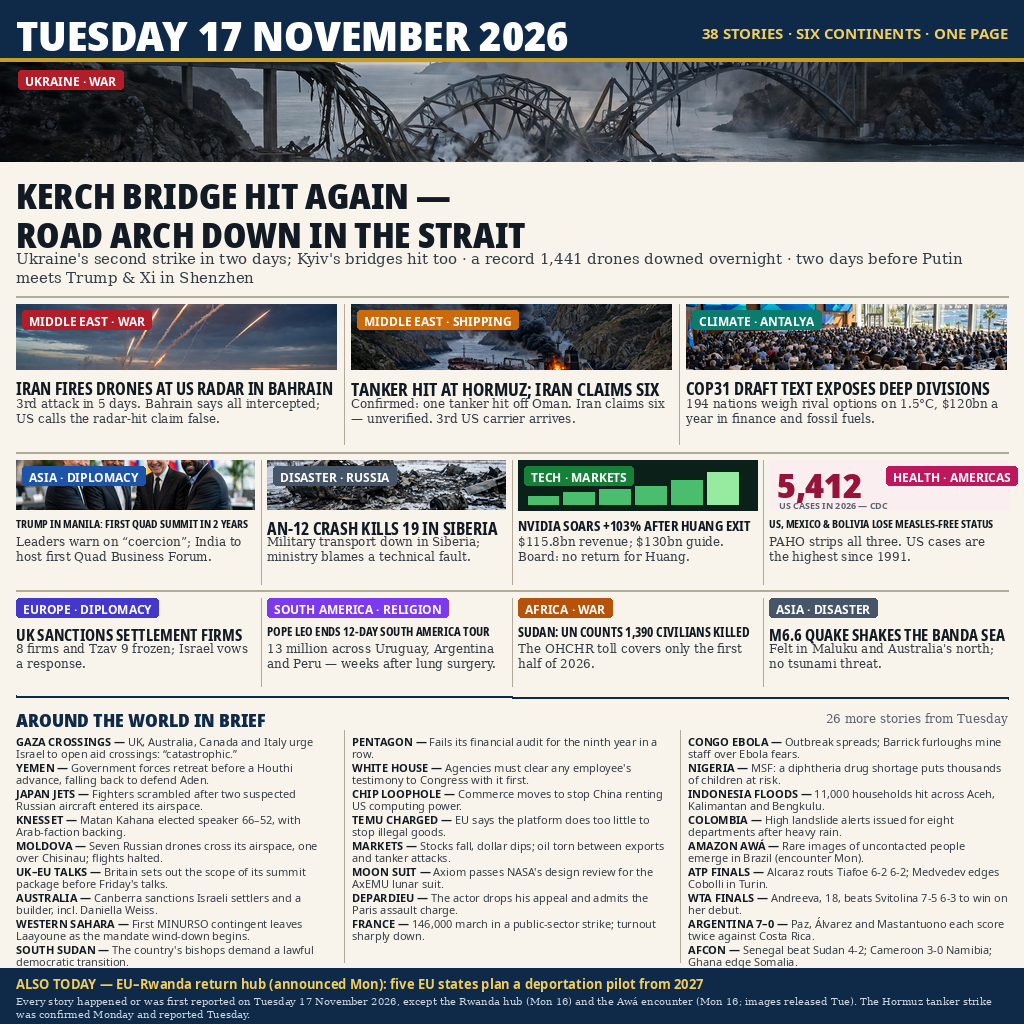 TUESDAY 17 NOVEMBER 2026
38 STORIES · SIX CONTINENTS · ONE PAGE
UKRAINE · WAR
KERCH BRIDGE HIT AGAIN —
ROAD ARCH DOWN IN THE STRAIT
Ukraine's second strike in two days; Kyiv's bridges hit too · a record 1,441 drones downed overnight · two days before Putin
meets Trump & Xi in Shenzhen
MIDDLE EAST · WAR
IRAN FIRES DRONES AT US RADAR IN BAHRAIN
3rd attack in 5 days. Bahrain says all intercepted;
US calls the radar-hit claim false.
MIDDLE EAST · SHIPPING
TANKER HIT AT HORMUZ; IRAN CLAIMS SIX
Confirmed: one tanker hit off Oman. Iran claims six
— unverified. 3rd US carrier arrives.
CLIMATE · ANTALYA
COP31 DRAFT TEXT EXPOSES DEEP DIVISIONS
194 nations weigh rival options on 1.5°C, $120bn a
year in finance and fossil fuels.
ASIA · DIPLOMACY
TRUMP IN MANILA: FIRST QUAD SUMMIT IN 2 YEARS
Leaders warn on “coercion”; India to
host first Quad Business Forum.
DISASTER · RUSSIA
AN-12 CRASH KILLS 19 IN SIBERIA
Military transport down in Siberia;
ministry blames a technical fault.
TECH · MARKETS
NVIDIA SOARS +103% AFTER HUANG EXIT
$115.8bn revenue; $130bn guide.
Board: no return for Huang.
HEALTH · AMERICAS
5,412
US CASES IN 2026 — CDC
US, MEXICO & BOLIVIA LOSE MEASLES-FREE STATUS
PAHO strips all three. US cases are
the highest since 1991.
EUROPE · DIPLOMACY
UK SANCTIONS SETTLEMENT FIRMS
8 firms and Tzav 9 frozen; Israel vows
a response.
SOUTH AMERICA · RELIGION
POPE LEO ENDS 12-DAY SOUTH AMERICA TOUR
13 million across Uruguay, Argentina
and Peru — weeks after lung surgery.
AFRICA · WAR
SUDAN: UN COUNTS 1,390 CIVILIANS KILLED
The OHCHR toll covers only the first
half of 2026.
ASIA · DISASTER
M6.6 QUAKE SHAKES THE BANDA SEA
Felt in Maluku and Australia's north;
no tsunami threat.
AROUND THE WORLD IN BRIEF
26 more stories from Tuesday
GAZA CROSSINGS — UK, Australia, Canada and Italy urge
Israel to open aid crossings: “catastrophic.”
YEMEN — Government forces retreat before a Houthi
advance, falling back to defend Aden.
JAPAN JETS — Fighters scrambled after two suspected
Russian aircraft entered its airspace.
KNESSET — Matan Kahana elected speaker 66–52, with
Arab-faction backing.
MOLDOVA — Seven Russian drones cross its airspace, one
over Chisinau; flights halted.
UK–EU TALKS — Britain sets out the scope of its summit
package before Friday's talks.
AUSTRALIA — Canberra sanctions Israeli settlers and a
builder, incl. Daniella Weiss.
WESTERN SAHARA — First MINURSO contingent leaves
Laayoune as the mandate wind-down begins.
SOUTH SUDAN — The country's bishops demand a lawful
democratic transition.
PENTAGON — Fails its financial audit for the ninth year in a
row.
WHITE HOUSE — Agencies must clear any employee's
testimony to Congress with it first.
CHIP LOOPHOLE — Commerce moves to stop China renting
US computing power.
TEMU CHARGED — EU says the platform does too little to
stop illegal goods.
MARKETS — Stocks fall, dollar dips; oil torn between exports
and tanker attacks.
MOON SUIT — Axiom passes NASA's design review for the
AxEMU lunar suit.
DEPARDIEU — The actor drops his appeal and admits the
Paris assault charge.
FRANCE — 146,000 march in a public-sector strike; turnout
sharply down.
CONGO EBOLA — Outbreak spreads; Barrick furloughs mine
staff over Ebola fears.
NIGERIA — MSF: a diphtheria drug shortage puts thousands
of children at risk.
INDONESIA FLOODS — 11,000 households hit across Aceh,
Kalimantan and Bengkulu.
COLOMBIA — High landslide alerts issued for eight
departments after heavy rain.
AMAZON AWÁ — Rare images of uncontacted people
emerge in Brazil (encounter Mon).
ATP FINALS — Alcaraz routs Tiafoe 6-2 6-2; Medvedev edges
Cobolli in Turin.
WTA FINALS — Andreeva, 18, beats Svitolina 7-5 6-3 to win on
her debut.
ARGENTINA 7–0 — Paz, Álvarez and Mastantuono each score
twice against Costa Rica.
AFCON — Senegal beat Sudan 4-2; Cameroon 3-0 Namibia;
Ghana edge Somalia.
ALSO TODAY — EU–Rwanda return hub (announced Mon): five EU states plan a deportation pilot from 2027
Every story happened or was first reported on Tuesday 17 November 2026, except the Rwanda hub (Mon 16) and the Awá encounter (Mon 16; images released Tue). The Hormuz tanker strike
was confirmed Monday and reported Tuesday.